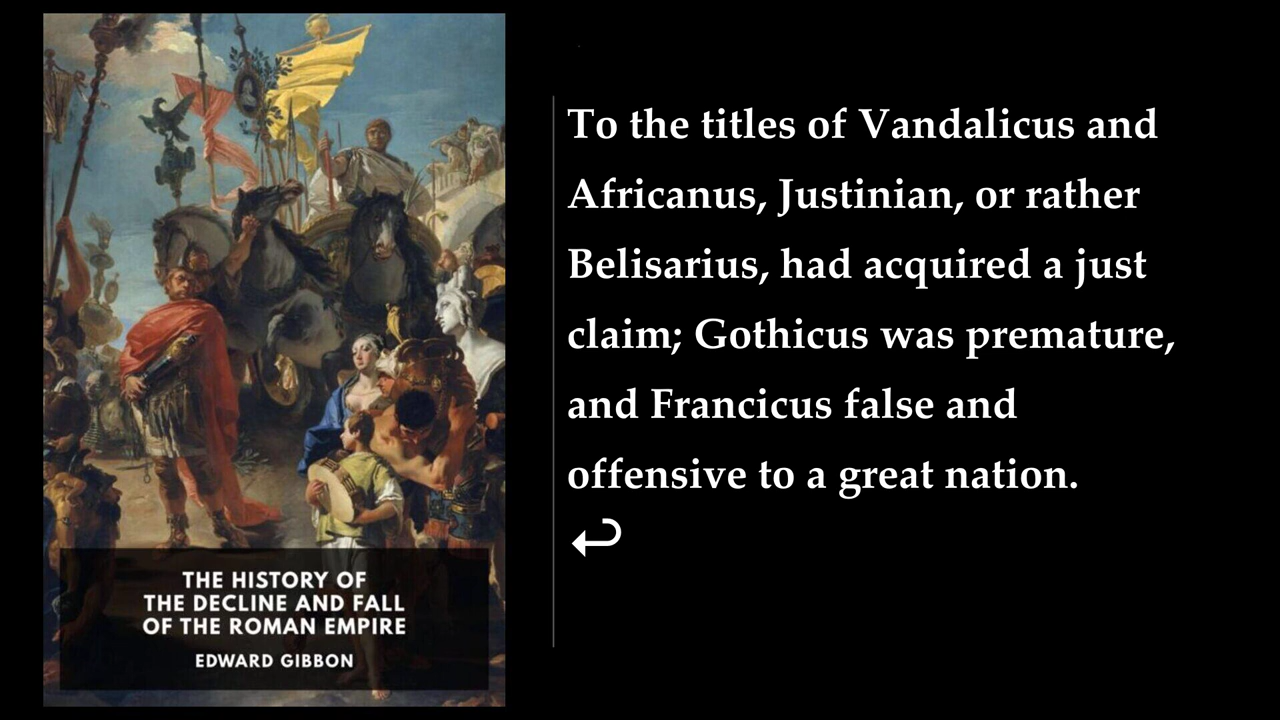 THE HISTORY OF
THE DECLINE AND FALL
OF THE ROMAN EMPIRE
EDWARD GIBBON
To the titles of Vandalicus and
Africanus, Justinian, or rather
Belisarius, had acquired a just
claim; Gothicus was premature,
and Francicus false and
offensive to a great nation.
↩